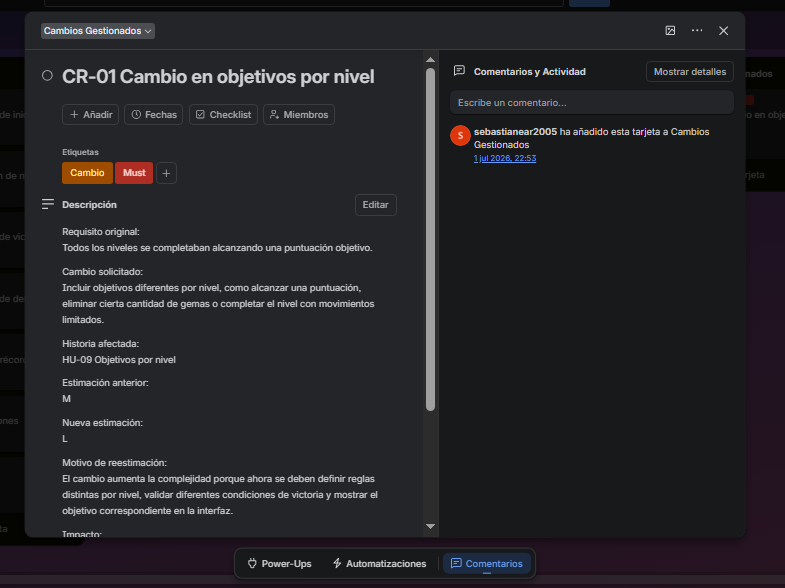 Cambios Gestionados
CR-01 Cambio en objetivos por nivel
+ Añadir
Fechas
Checklist
Miembros
Etiquetas
Cambio
Must
+
Descripción
Editar
Requisito original:
Todos los niveles se completaban alcanzando una puntuación objetivo.
Cambio solicitado:
Incluir objetivos diferentes por nivel, como alcanzar una puntuación,
eliminar cierta cantidad de gemas o completar el nivel con movimientos
limitados.
Historia afectada:
HU-09 Objetivos por nivel
Estimación anterior:
M
Nueva estimación:
L
Motivo de reestimación:
El cambio aumenta la complejidad porque ahora se deben definir reglas
distintas por nivel, validar diferentes condiciones de victoria y mostrar el
objetivo correspondiente en la interfaz.
Impacto:
Comentarios y Actividad
Mostrar detalles
Escribe un comentario...
S
sebastianear2005 ha añadido esta tarjeta a Cambios
Gestionados
1 jul 2026, 22:53
Power-Ups
Automatizaciones
Comentarios